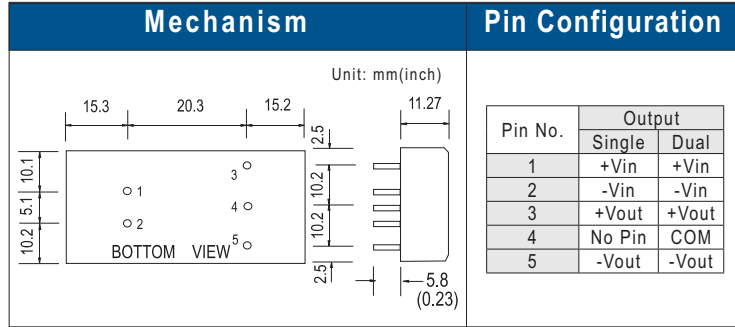 Mechanism
Pin Configuration
Unit: mm(inch)
15.3
20.3
15.2
11.27
10.1
5.1
10.2
1
2
3
4
5
BOTTOM VIEW
2.5
10.2
10.2
2.5
5.8
(0.23)
Pin No. Output
Single Dual
1 +Vin +Vin
2 -Vin -Vin
3 +Vout +Vout
4 No Pin COM
5 -Vout -Vout